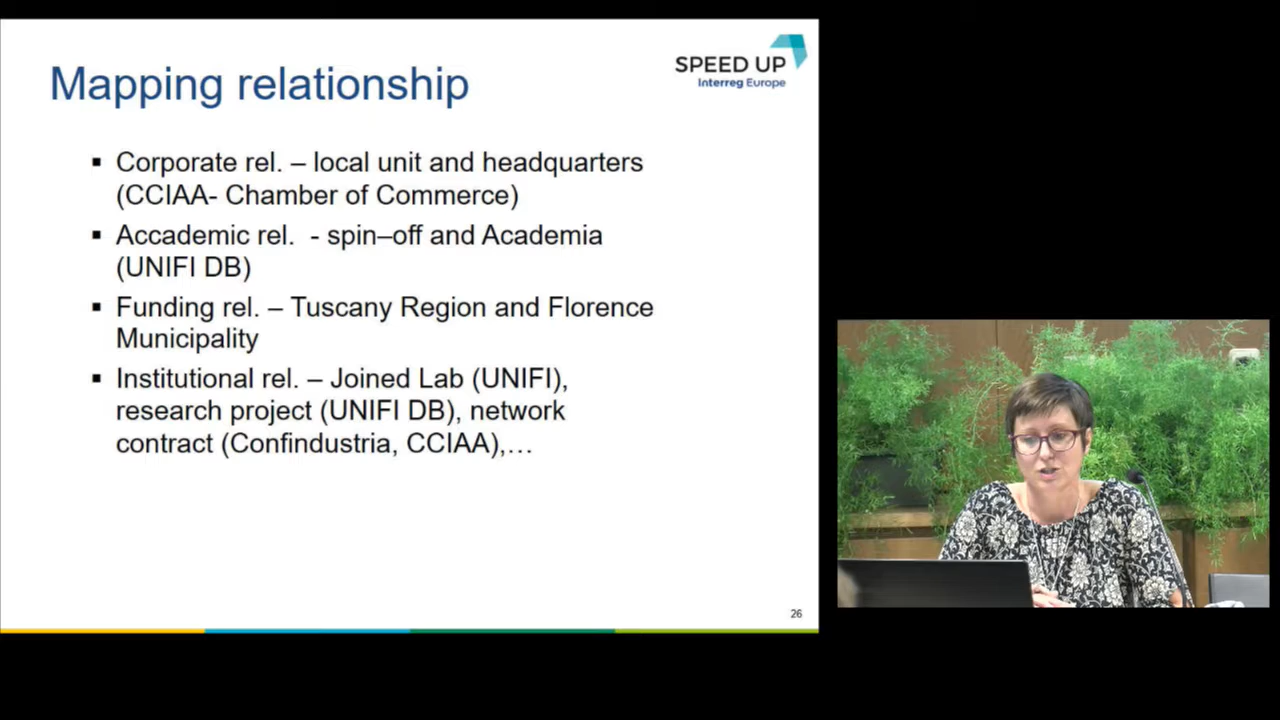 Mapping relationship
SPEED UP
Interreg Europe
▪ Corporate rel. – local unit and headquarters
(CCIAA- Chamber of Commerce)
▪ Accademic rel.  - spin–off and Academia
(UNIFI DB)
▪ Funding rel. – Tuscany Region and Florence
Municipality
▪ Institutional rel. – Joined Lab (UNIFI),
research project (UNIFI DB), network
contract (Confindustria, CCIAA),…
26